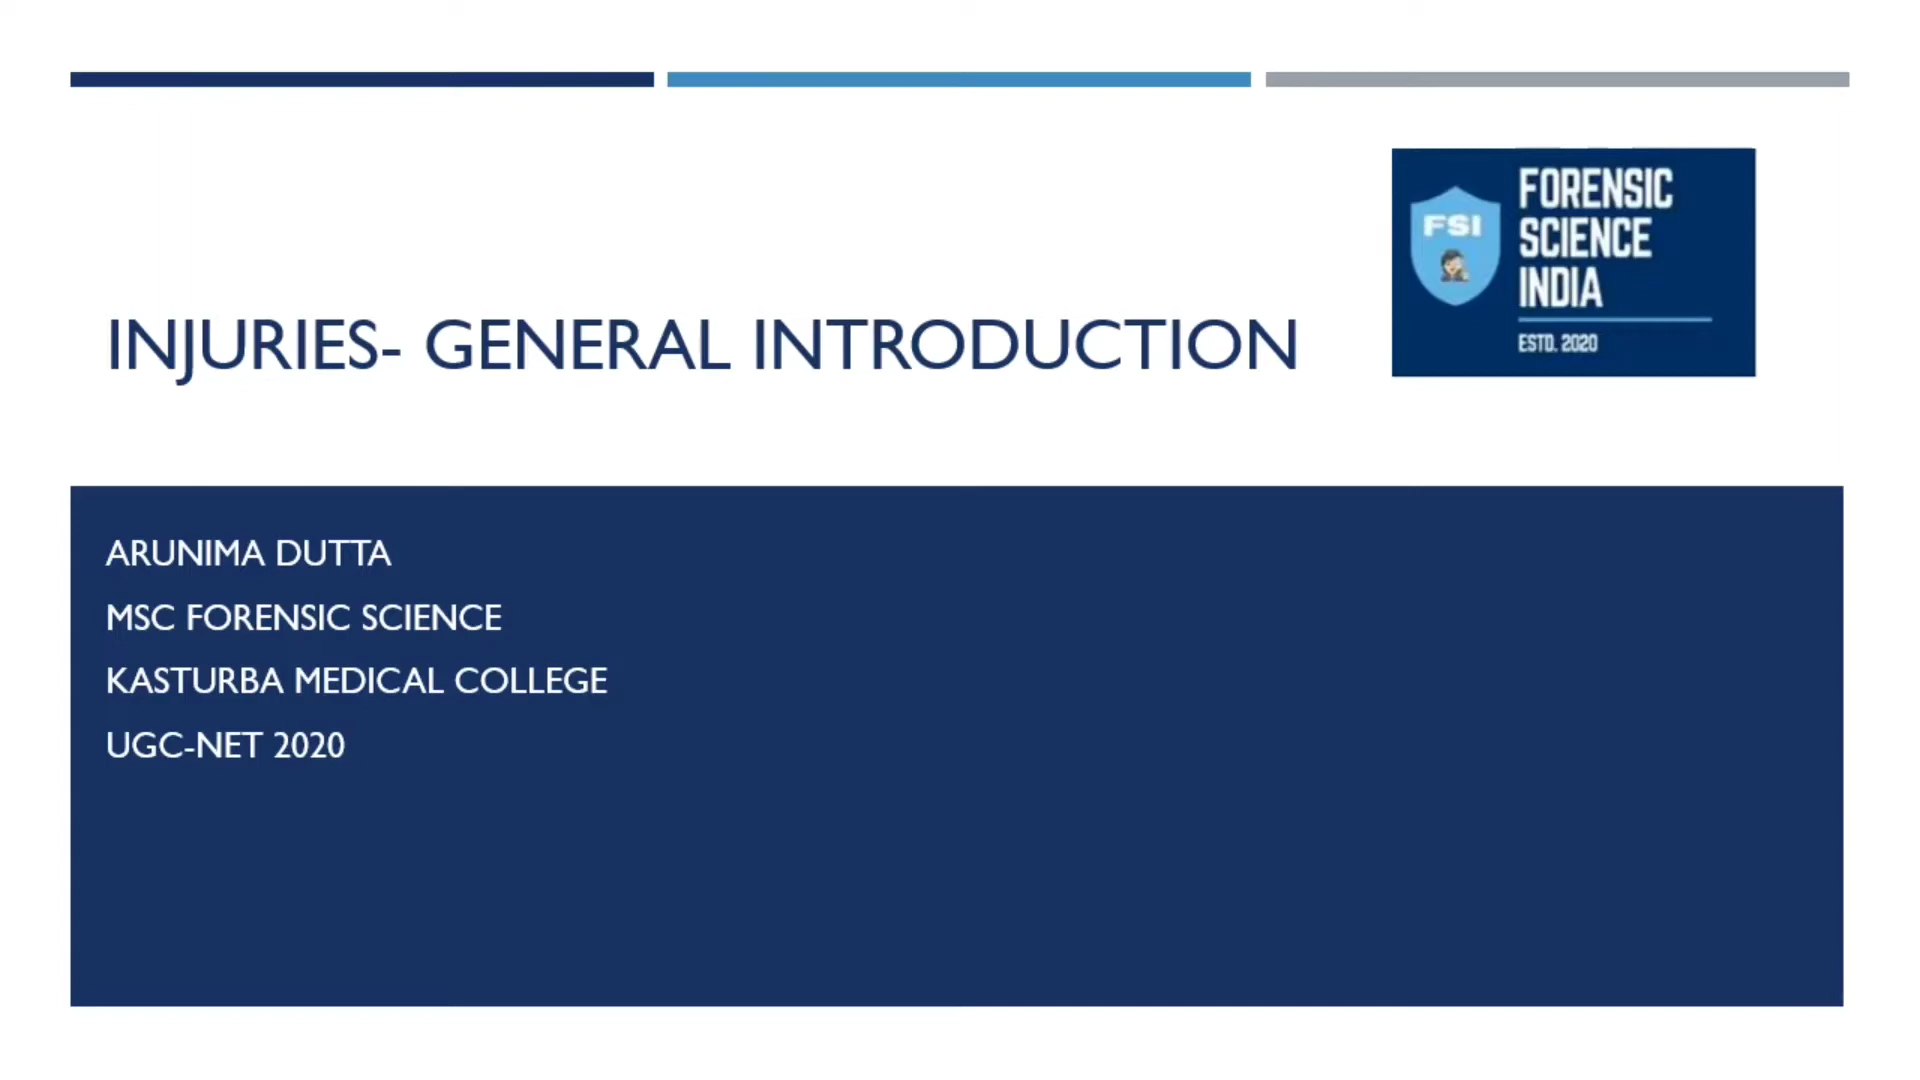 FORENSIC
SCIENCE
INDIA
FSI
ESTD. 2020
INJURIES- GENERAL INTRODUCTION
ARUNIMA DUTTA
MSC FORENSIC SCIENCE
KASTURBA MEDICAL COLLEGE
UGC-NET 2020